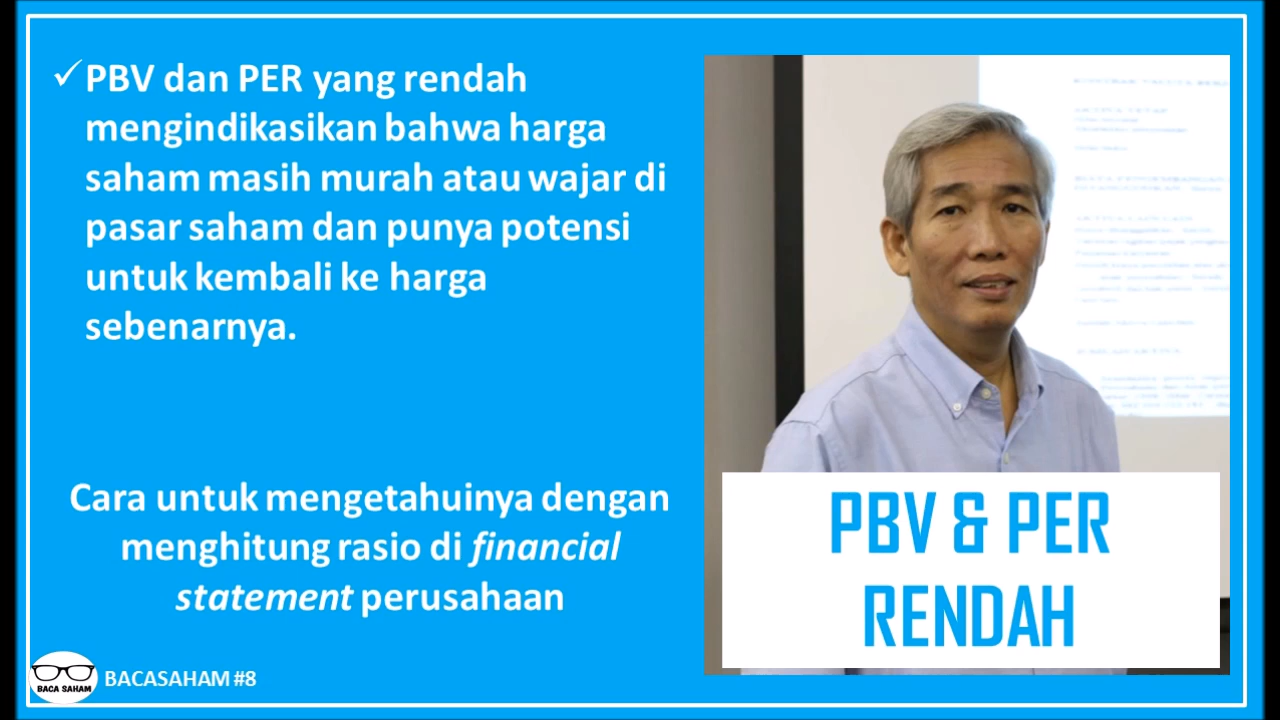 ✓PBV dan PER yang rendah
mengindikasikan bahwa harga
saham masih murah atau wajar di
pasar saham dan punya potensi
untuk kembali ke harga
sebenarnya.
Cara untuk mengetahuinya dengan
menghitung rasio di financial
statement perusahaan
PBV & PER
RENDAH
BACA SAHAM
BACASAHAM #8